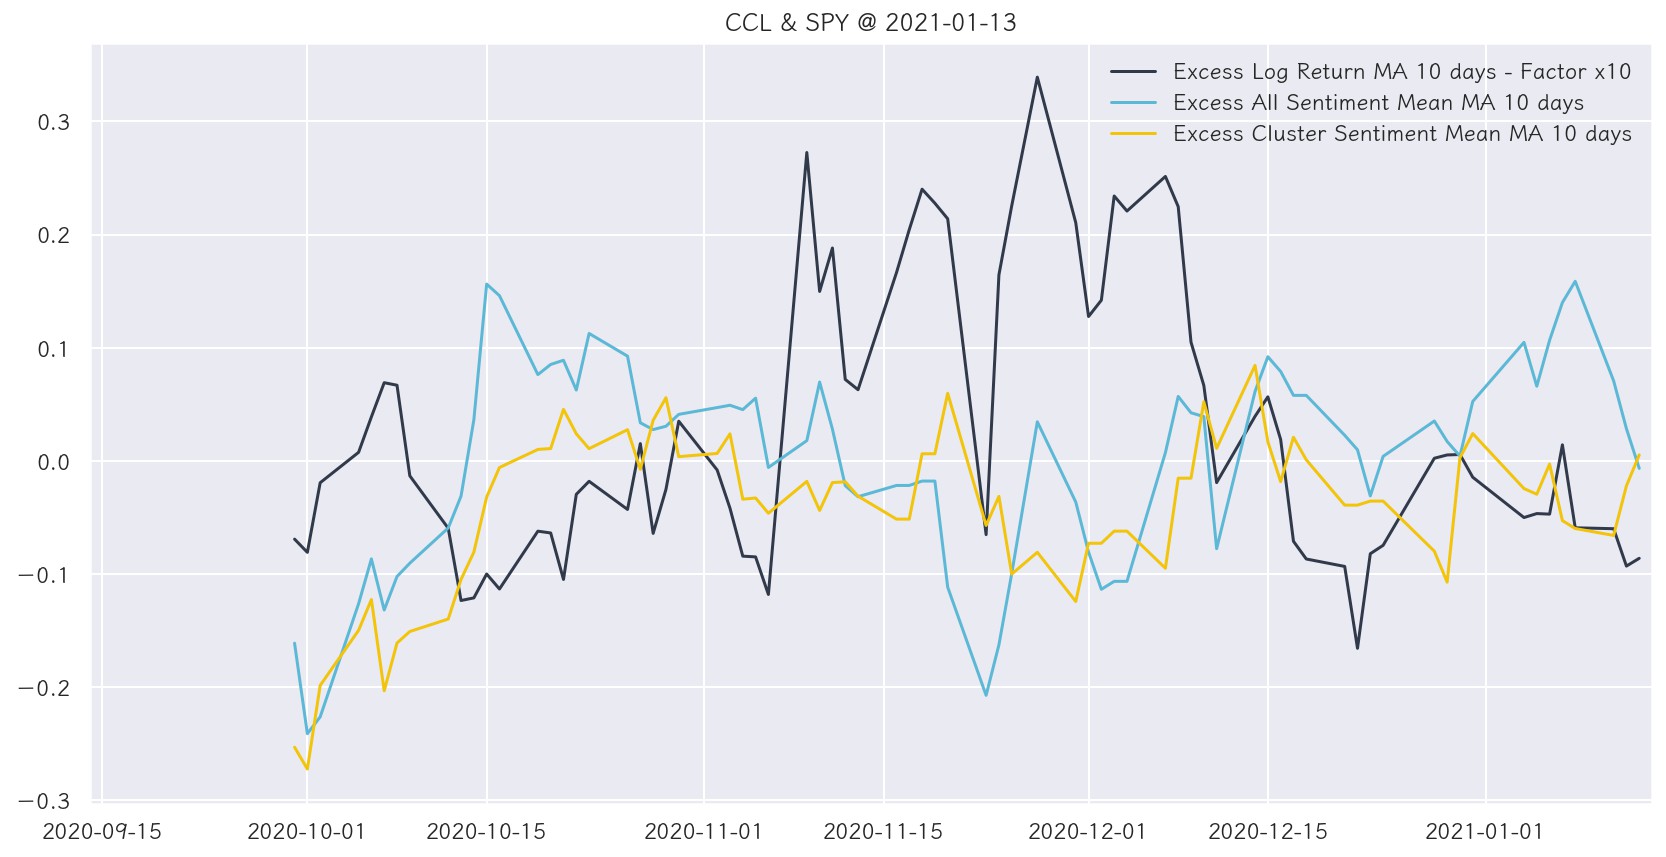 CCL & SPY @ 2021-01-13
Excess Log Return MA 10 days - Factor x10
Excess All Sentiment Mean MA 10 days
Excess Cluster Sentiment Mean MA 10 days
0.3
0.2
0.1
0.0
−0.1
−0.2
−0.3
2020-09-15 2020-10-01 2020-10-15 2020-11-01 2020-11-15 2020-12-01 2020-12-15 2021-01-01